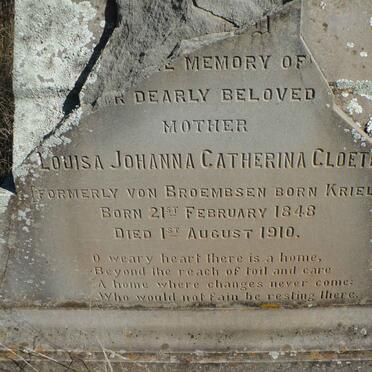 E MEMORY OF
R DEARLY BELOVED
MOTHER
LOUISA JOHANNA CATHERINA CLOETE
(FORMERLY VON BROEMBSEN BORN KRIEL
BORN 21ST FEBRUARY 1848
DIED 1ST AUGUST 1910.
O weary heart there is a home,
Beyond the reach of toil and care
A home where changes never come:
Who would not fain be resting there.